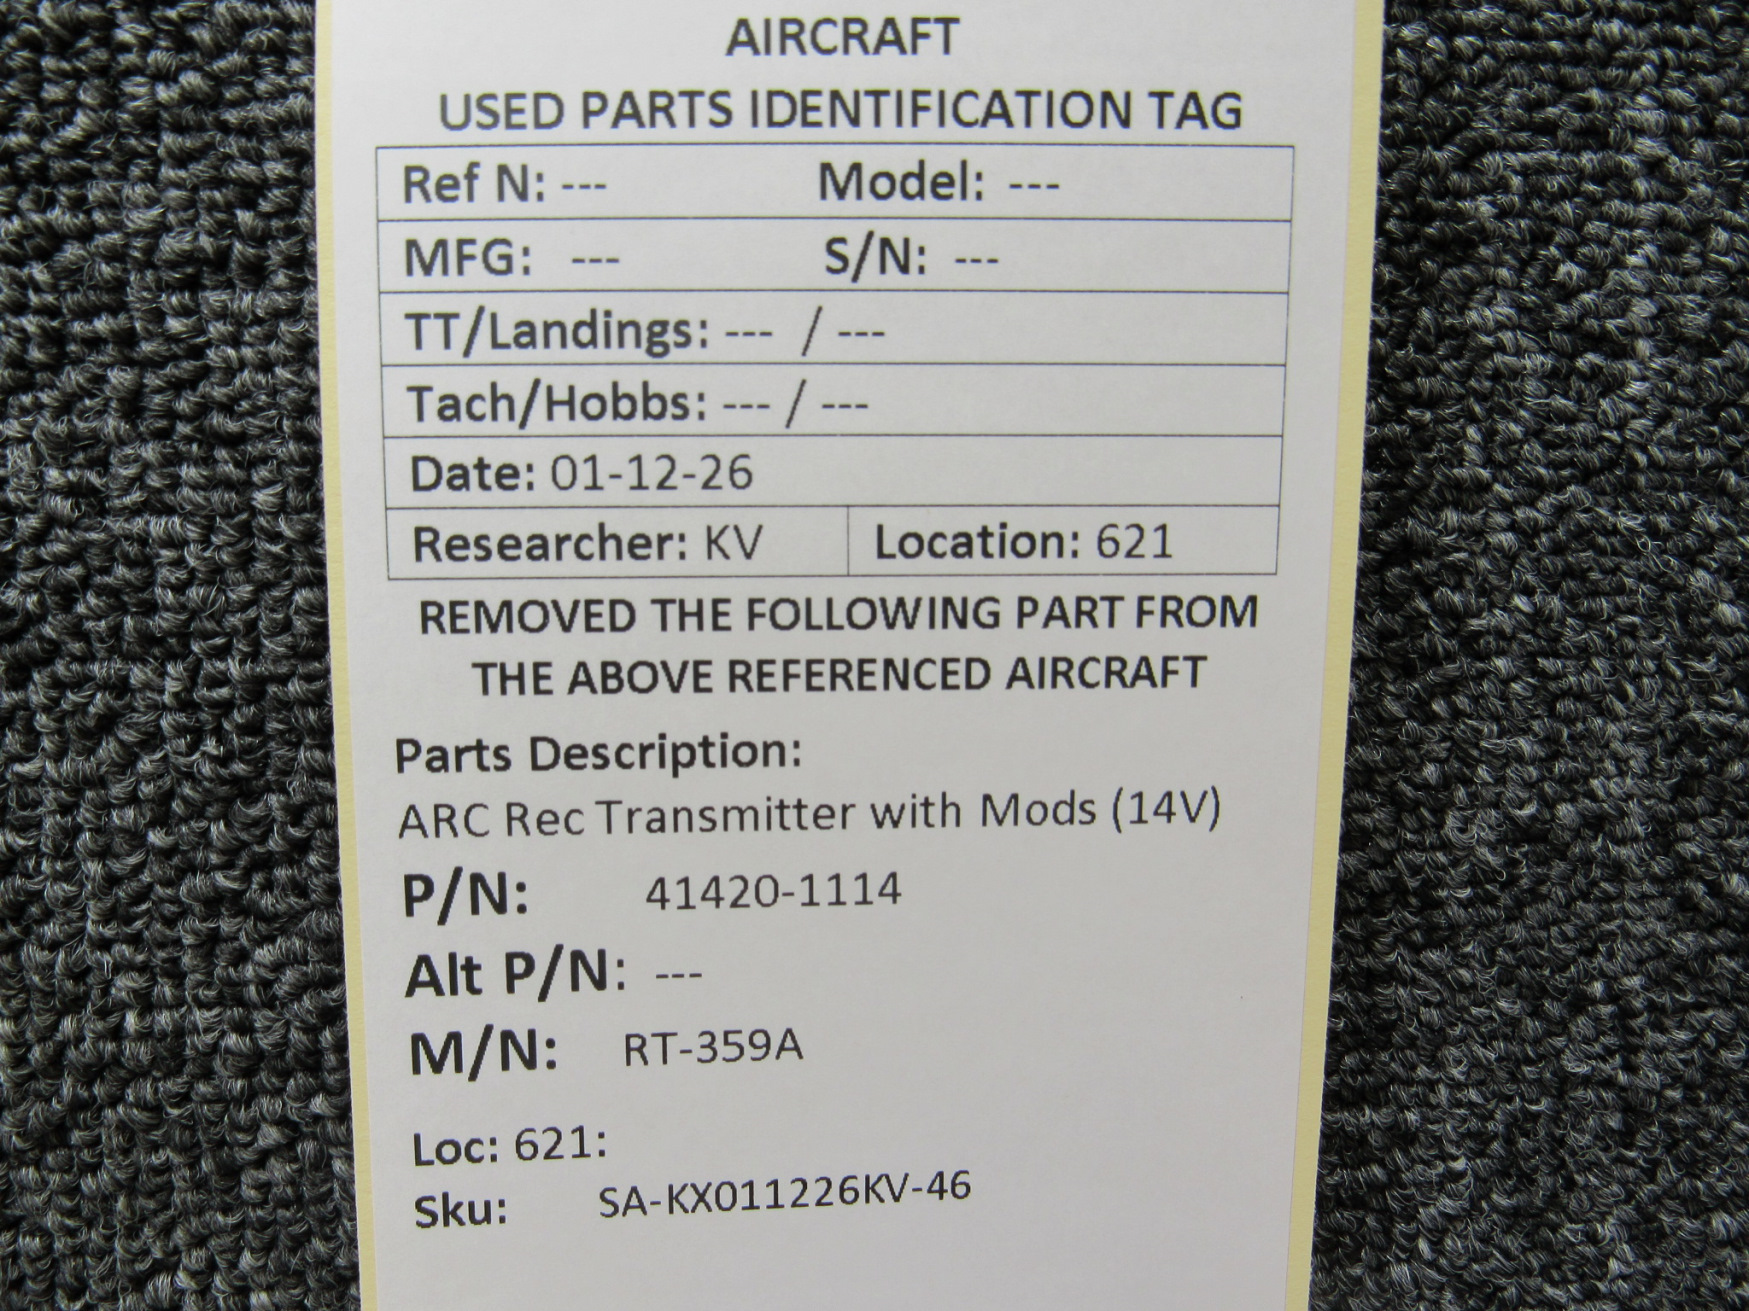 AIRCRAFT
USED PARTS IDENTIFICATION TAG
Ref N: --- Model: ---
MFG: --- S/N: ---
TT/Landings: --- / ---
Tach/Hobbs: --- / ---
Date: 01-12-26
Researcher: KV Location: 621
REMOVED THE FOLLOWING PART FROM
THE ABOVE REFERENCED AIRCRAFT
Parts Description:
ARC Rec Transmitter with Mods (14V)
P/N: 41420-1114
Alt P/N: ---
M/N: RT-359A
Loc: 621:
Sku: SA-KX011226KV-46